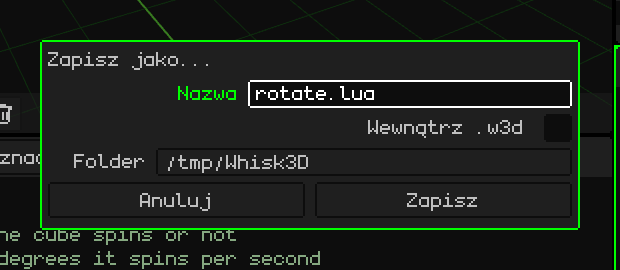 Zapisz jako...
Nazwa rotate.lua
Wewnątrz .w3d
Folder /tmp/Whisk3D
Anuluj Zapisz
cube spins or not
degrees it spins per second